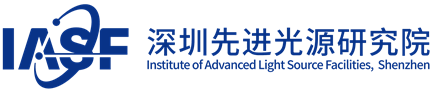 IASF
深圳先进光源研究院
Institute of Advanced Light Source Facilities, Shenzhen